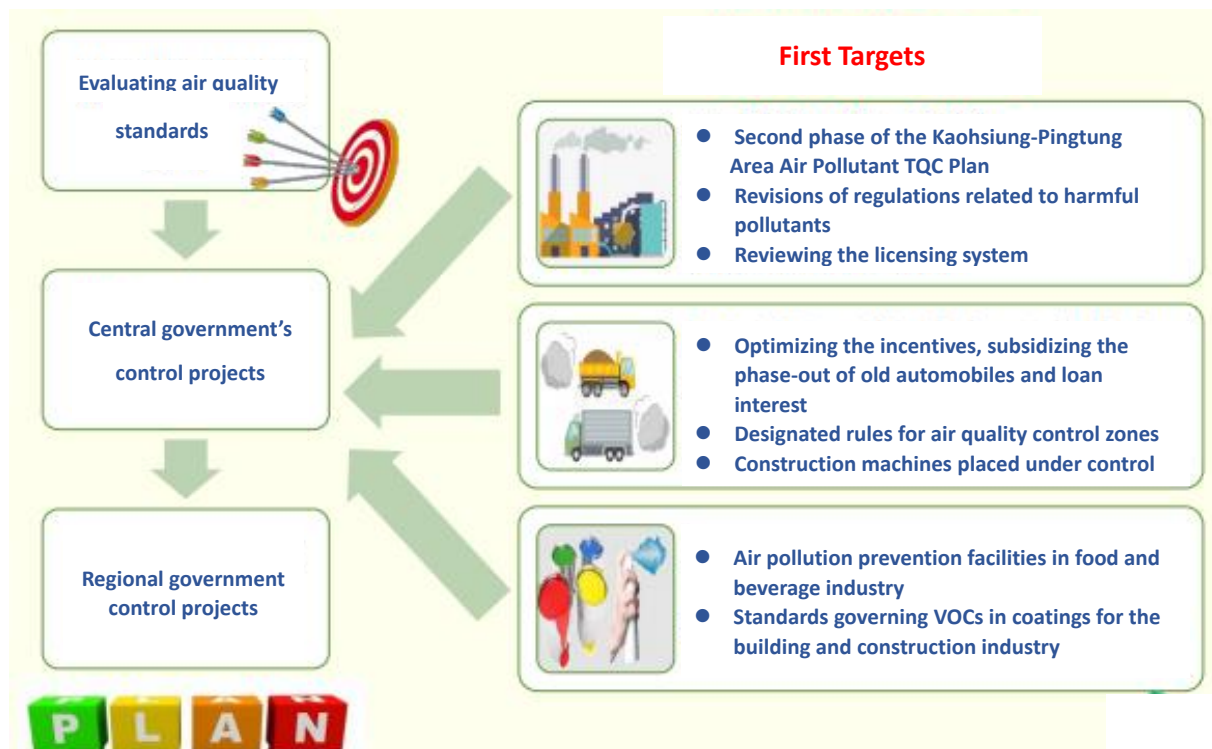 Evaluating air quality
standards
Central government's
control projects
Regional government
control projects
PLAN
First Targets
● Second phase of the Kaohsiung-Pingtung
Area Air Pollutant TQC Plan
● Revisions of regulations related to harmful
pollutants
● Reviewing the licensing system
● Optimizing the incentives, subsidizing the
phase-out of old automobiles and loan
interest
● Designated rules for air quality control zones
● Construction machines placed under control
● Air pollution prevention facilities in food and
beverage industry
● Standards governing VOCs in coatings for the
building and construction industry